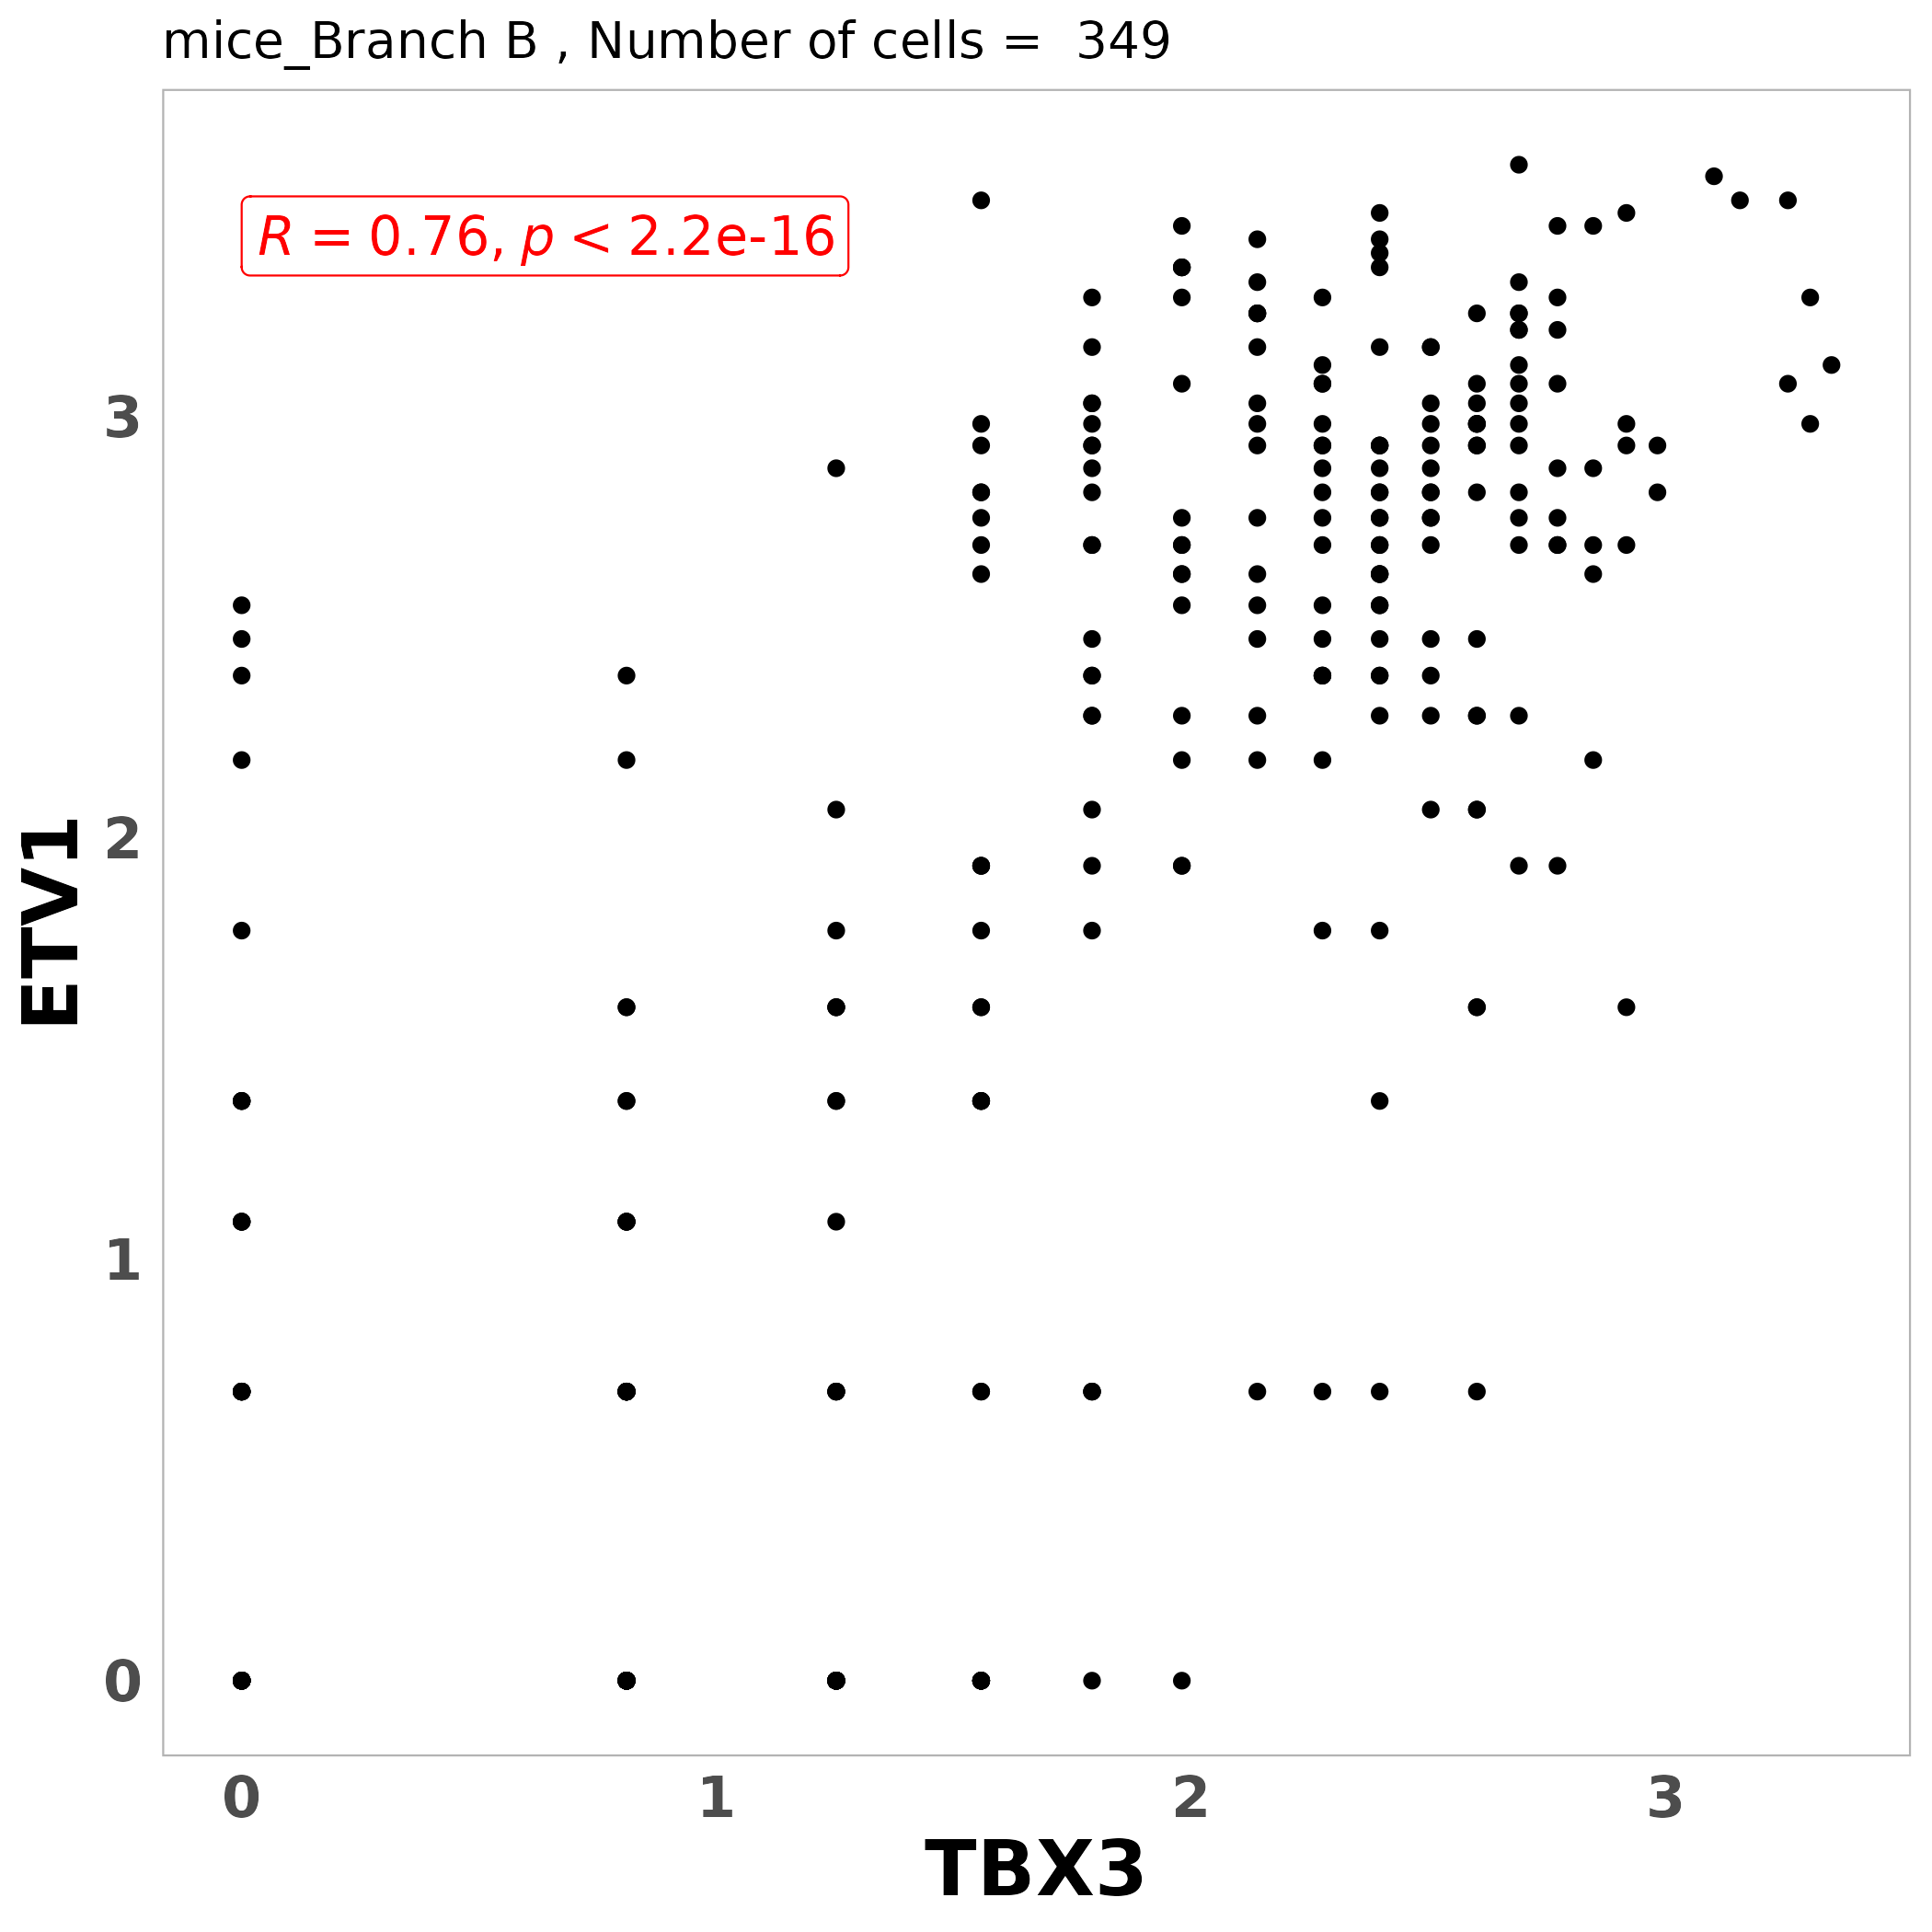 mice_Branch B , Number of cells =  349
R = 0.76, p < 2.2e-16
3
2
1
0
ETV1
0 1 2 3
TBX3